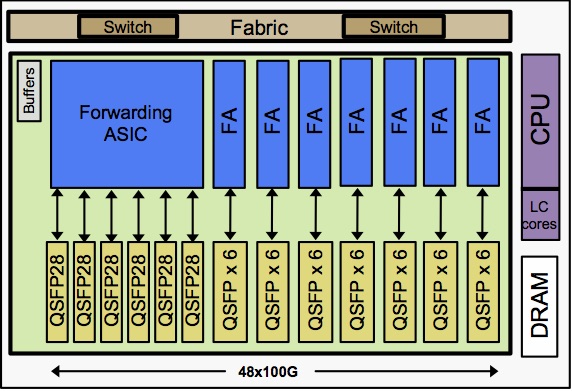 Switch
Fabric
Switch
Buffers
Forwarding
ASIC
FA
FA
FA
FA
FA
FA
FA
CPU
LC
cores
QSFP28
QSFP28
QSFP28
QSFP28
QSFP28
QSFP28
QSFP x 6
QSFP x 6
QSFP x 6
QSFP x 6
QSFP x 6
QSFP x 6
QSFP x 6
DRAM
48x100G